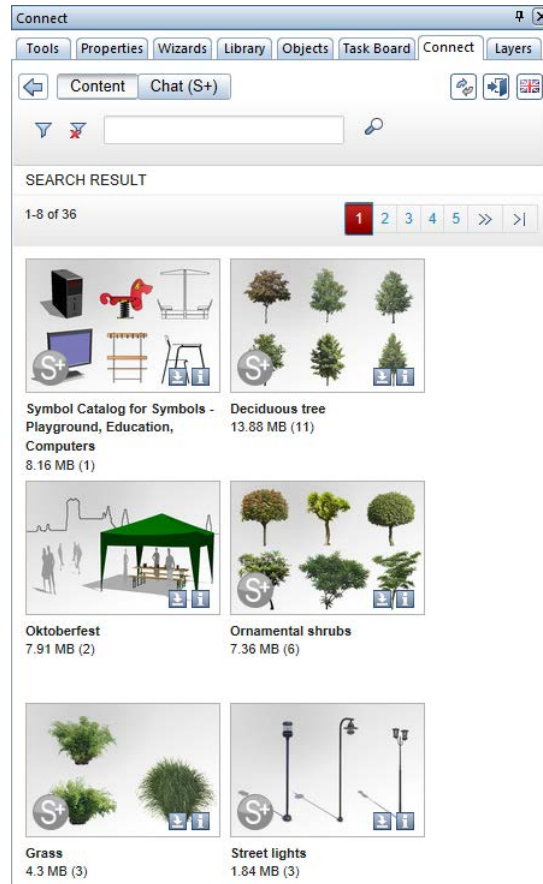 Connect
Tools Properties Wizards Library Objects Task Board Connect Layers
Content Chat (S+)
SEARCH RESULT
1-8 of 36
1 2 3 4 5 >> >|
S+
Symbol Catalog for Symbols -
Playground, Education,
Computers
8.16 MB (1)
S+
Deciduous tree
13.88 MB (11)
Oktoberfest
7.91 MB (2)
S+
Ornamental shrubs
7.36 MB (6)
S+
Grass
4.3 MB (3)
S+
Street lights
1.84 MB (3)